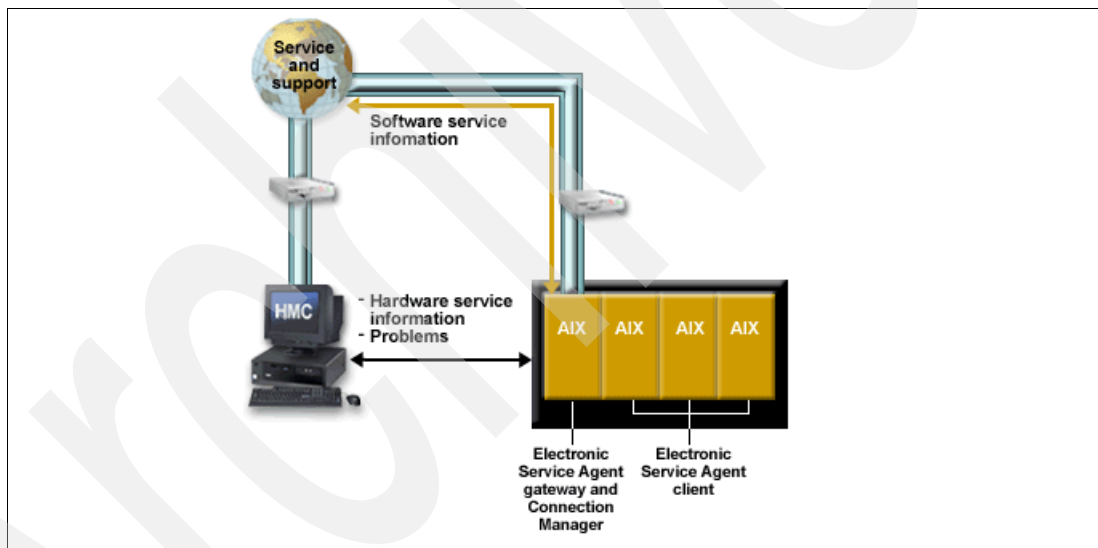 Service
and
support
Software service
infomation
HMC
- Hardware service
information
- Problems
AIX AIX AIX AIX
Electronic
Service Agent
gateway and
Connection
Manager
Electronic
Service Agent
client